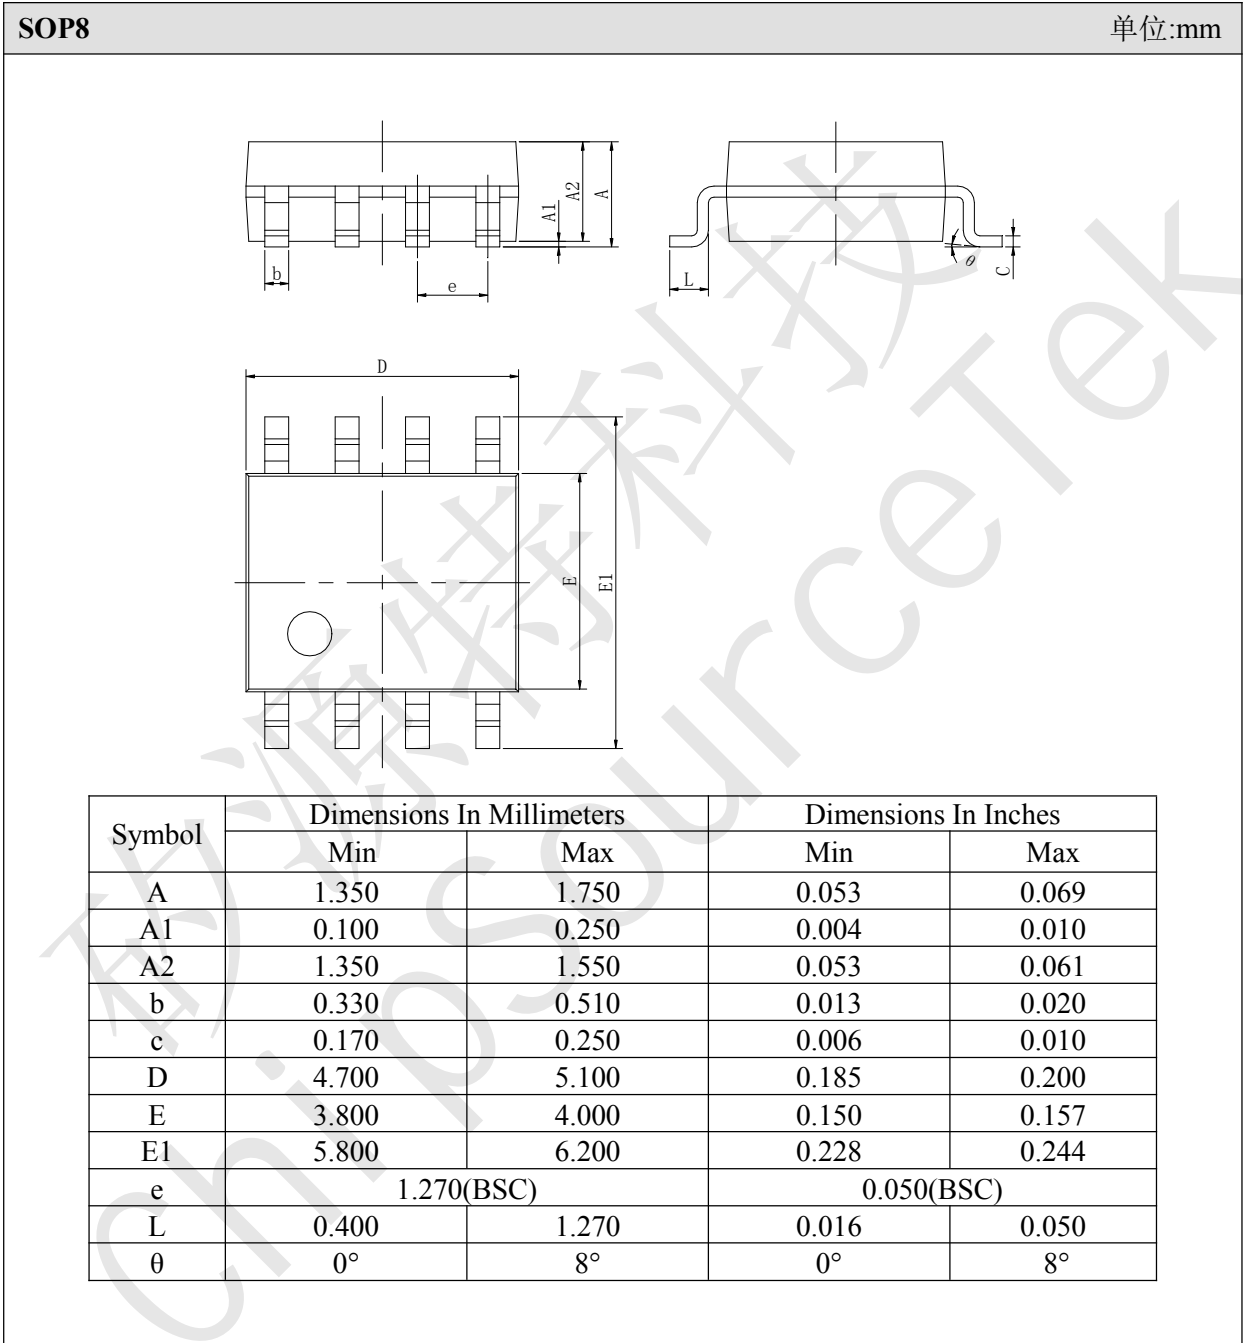 SOP8 单位:mm
A1 A2 A
b e
L θ C
D
E E1
Symbol Dimensions In Millimeters Dimensions In Inches
Min Max Min Max
A 1.350 1.750 0.053 0.069
A1 0.100 0.250 0.004 0.010
A2 1.350 1.550 0.053 0.061
b 0.330 0.510 0.013 0.020
c 0.170 0.250 0.006 0.010
D 4.700 5.100 0.185 0.200
E 3.800 4.000 0.150 0.157
E1 5.800 6.200 0.228 0.244
e 1.270(BSC) 0.050(BSC)
L 0.400 1.270 0.016 0.050
θ 0° 8° 0° 8°
矽源特科技
ChipSourceTek